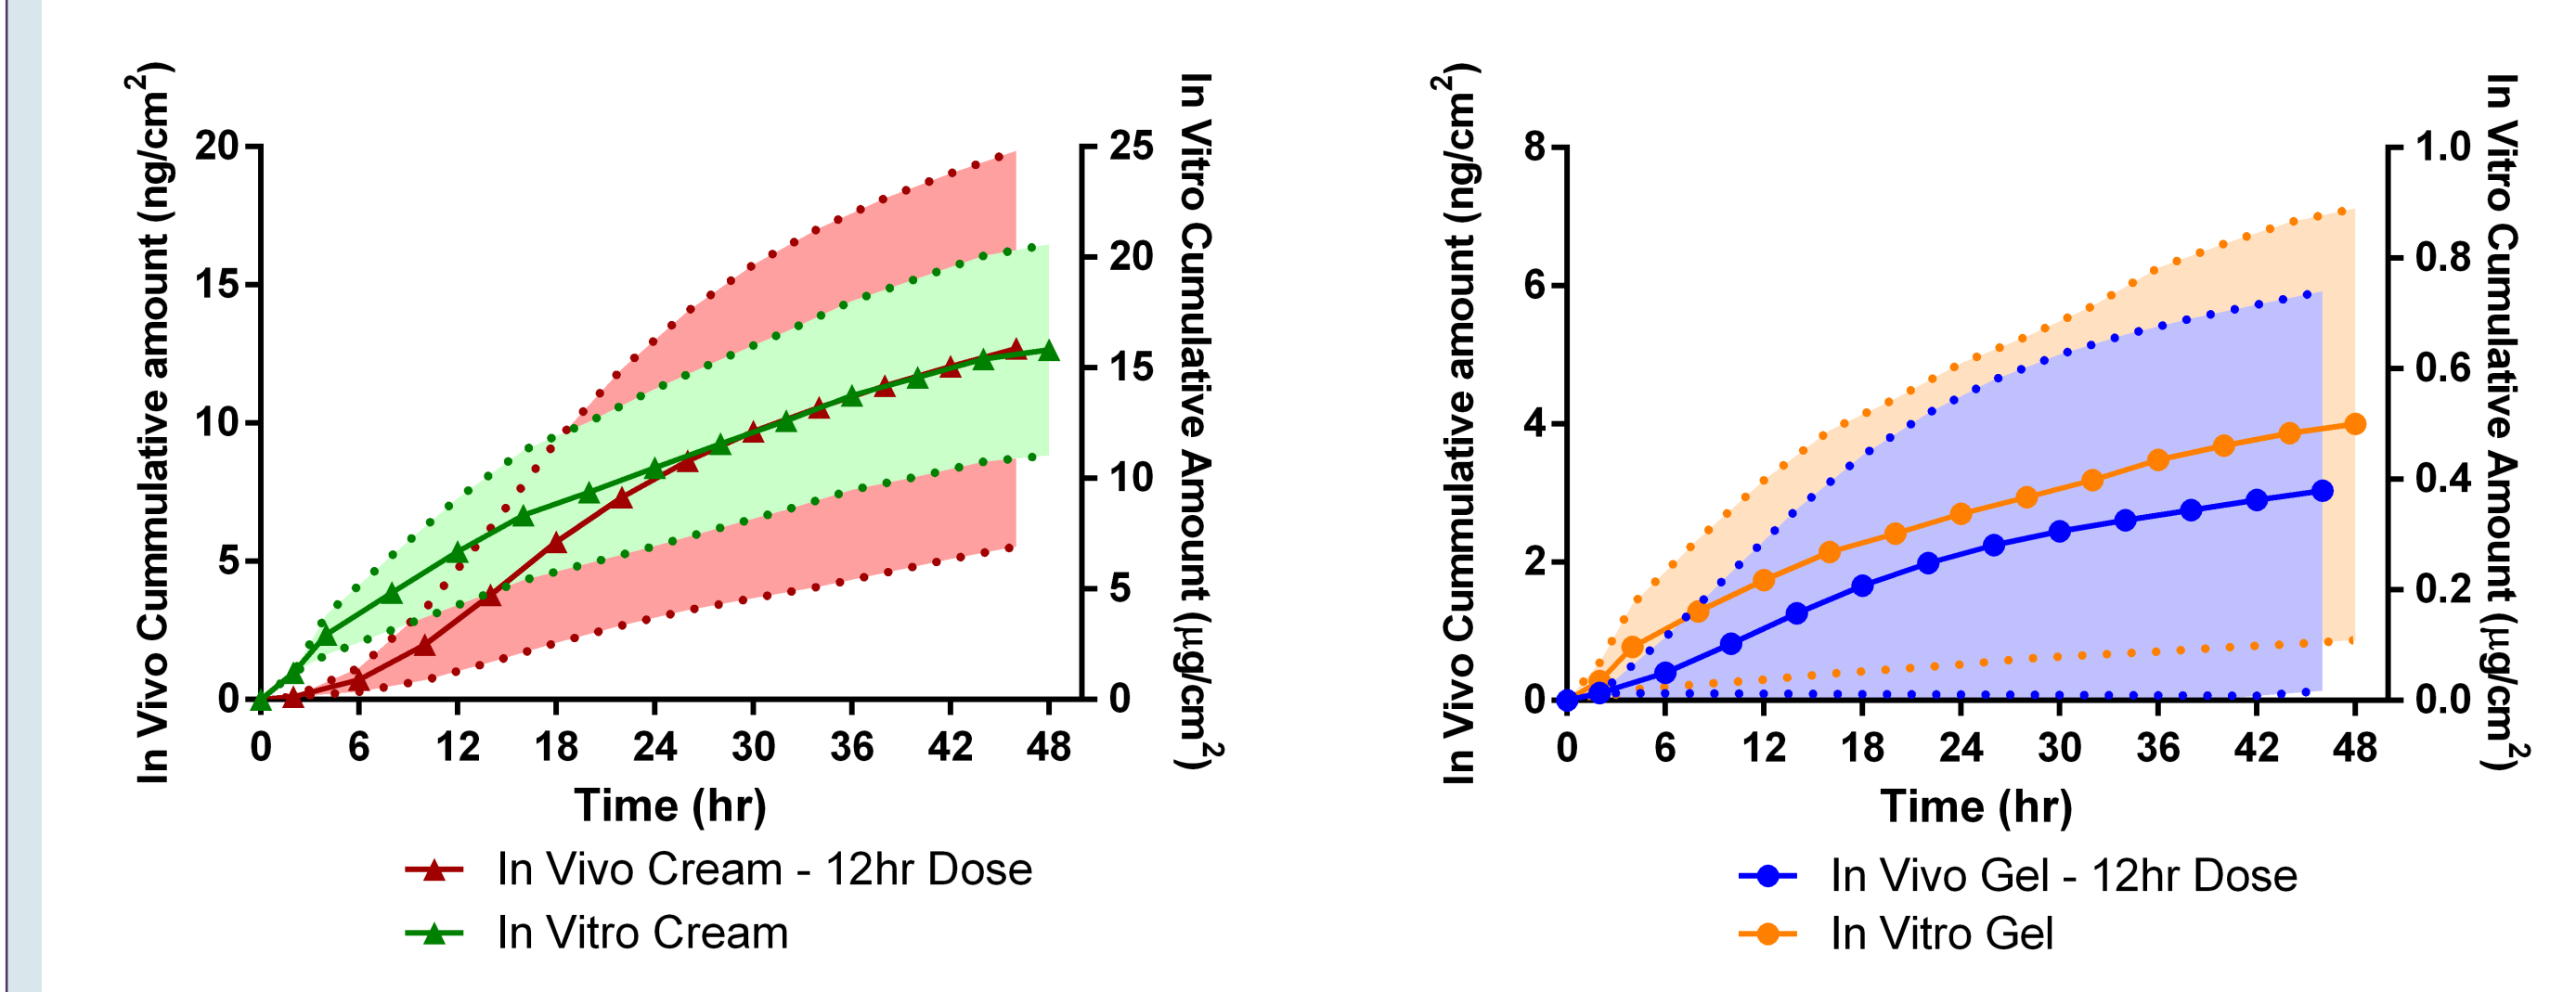 In Vivo Cummulative amount (ng/cm²)
20
15
10
5
0
25
20
15
10
5
0
In Vitro Cumulative Amount (µg/cm²)
0 6 12 18 24 30 36 42 48
Time (hr)
In Vivo Cream - 12hr Dose
In Vitro Cream
In Vivo Cummulative amount (ng/cm²)
8
6
4
2
0
1.0
0.8
0.6
0.4
0.2
0.0
In Vitro Cumulative Amount (µg/cm²)
0 6 12 18 24 30 36 42 48
Time (hr)
In Vivo Gel - 12hr Dose
In Vitro Gel